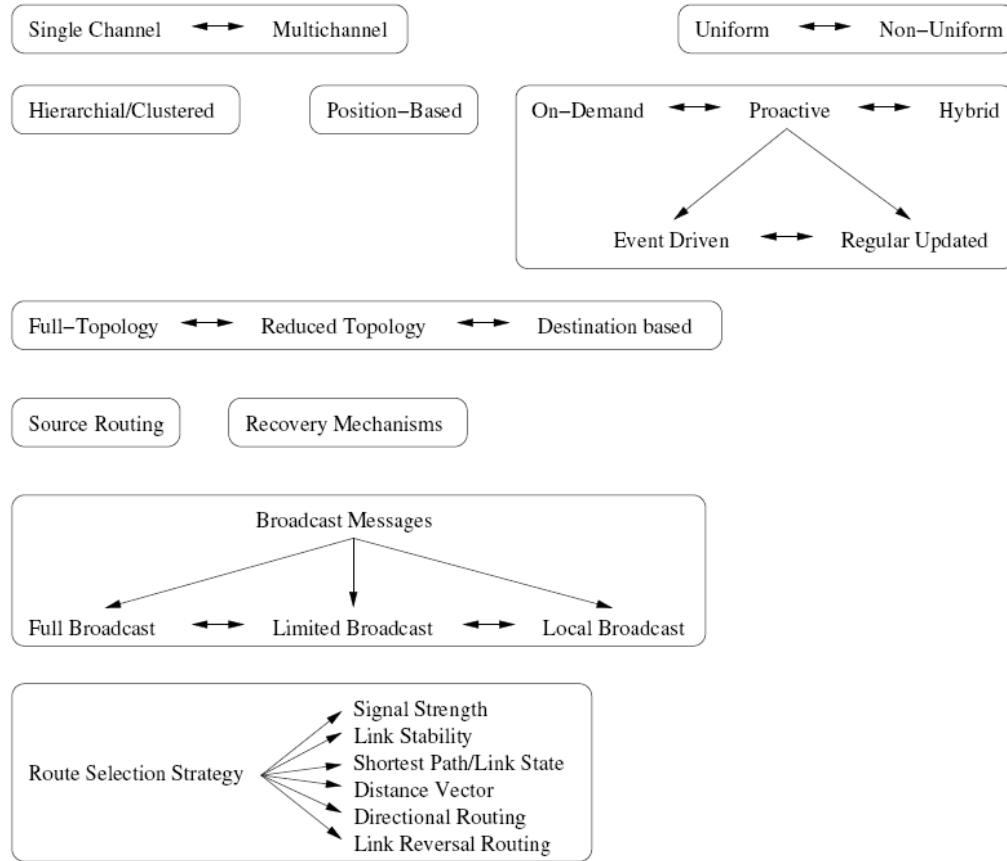 Single Channel Multichannel
Uniform Non-Uniform
Hierarchial/Clustered
Position-Based
On-Demand Proactive Hybrid
Event Driven Regular Updated
Full-Topology Reduced Topology Destination based
Source Routing
Recovery Mechanisms
Broadcast Messages
Full Broadcast Limited Broadcast Local Broadcast
Route Selection Strategy
Signal Strength
Link Stability
Shortest Path/Link State
Distance Vector
Directional Routing
Link Reversal Routing